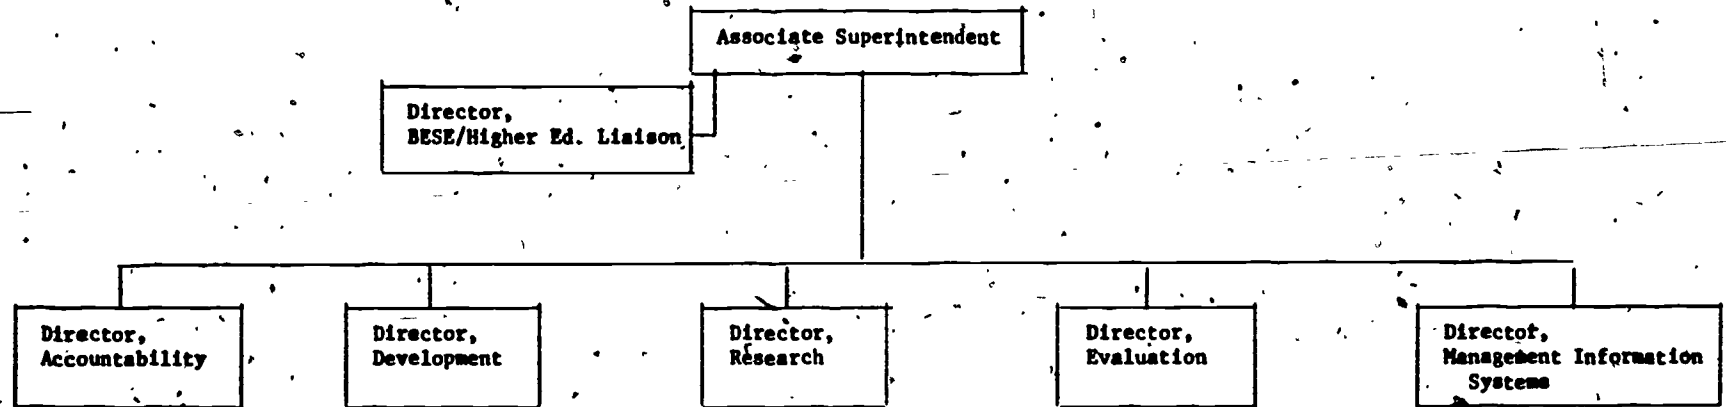 Associate Superintendent
Director,
BESE/Higher Ed. Liaison
Director,
Accountability
Director,
Development
Director,
Research
Director,
Evaluation
Director,
Management Information
Systems